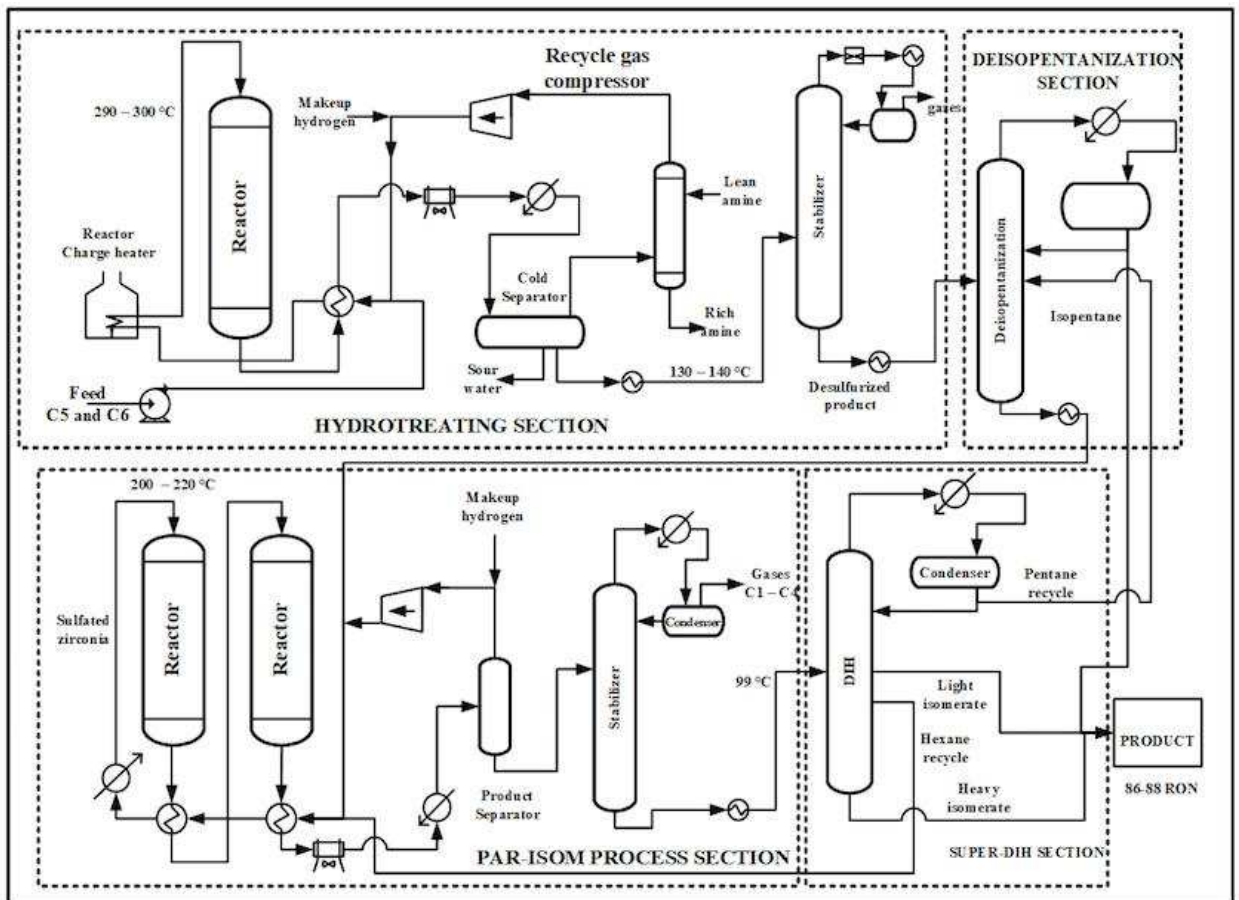 Recycle gas
compressor
DEISOPENTANIZATION
SECTION
290 – 300 °C
Makeup
hydrogen
gases
Reactor
Stabilizer
Lean
amine
Reactor
Charge heater
Cold
Separator
Deisopentanization
Isopentane
Rich
amine
Sour
water
130 – 140 °C
Desulfurized
product
Feed
C5 and C6
HYDROTREATING SECTION
200 – 220 °C
Makeup
hydrogen
Gases
C1 – C4
Condenser
Condenser
Pentane
recycle
Sulfated
zirconia
Reactor
Reactor
Stabilizer
99 °C
DIH
Light
isomerate
Hexane
recycle
PRODUCT
86-88 RON
Heavy
isomerate
Product
Separator
PAR-ISOM PROCESS SECTION
SUPER-DIH SECTION